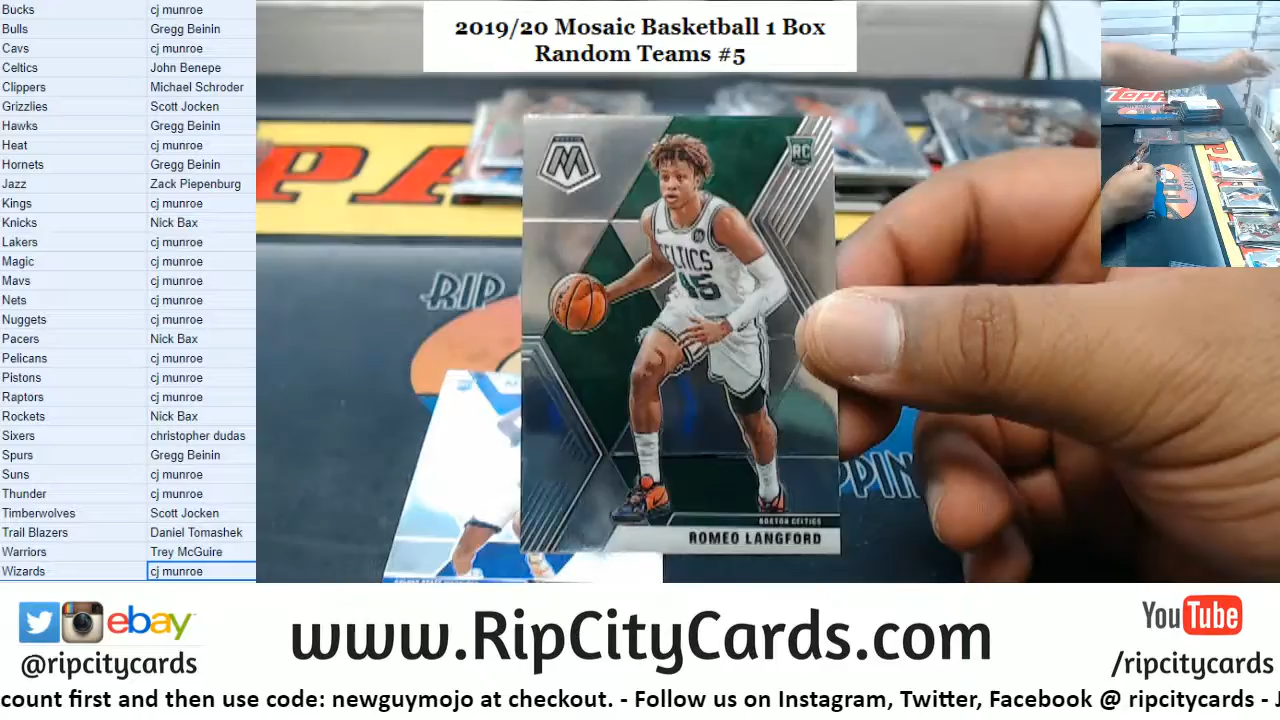 Bucks cj munroe
Bulls Gregg Beinin
Cavs cj munroe
Celtics John Benepe
Clippers Michael Schroder
Grizzlies Scott Jocken
Hawks Gregg Beinin
Heat cj munroe
Hornets Gregg Beinin
Jazz Zack Piepenburg
Kings cj munroe
Knicks Nick Bax
Lakers cj munroe
Magic cj munroe
Mavs cj munroe
Nets cj munroe
Nuggets cj munroe
Pacers Nick Bax
Pelicans cj munroe
Pistons cj munroe
Raptors cj munroe
Rockets Nick Bax
Sixers christopher dudas
Spurs Gregg Beinin
Suns cj munroe
Thunder cj munroe
Timberwolves Scott Jocken
Trail Blazers Daniel Tomashek
Warriors Trey McGuire
Wizards cj munroe
2019/20 Mosaic Basketball 1 Box
Random Teams #5
PA
RIP
M
RC
CELTICS
45
BOSTON CELTICS
ROMEO LANGFORD
ebay
@ripcitycards
www.RipCityCards.com
YouTube
/ripcitycards
count first and then use code: newguymojo at checkout. - Follow us on Instagram, Twitter, Facebook @ ripcitycards - J